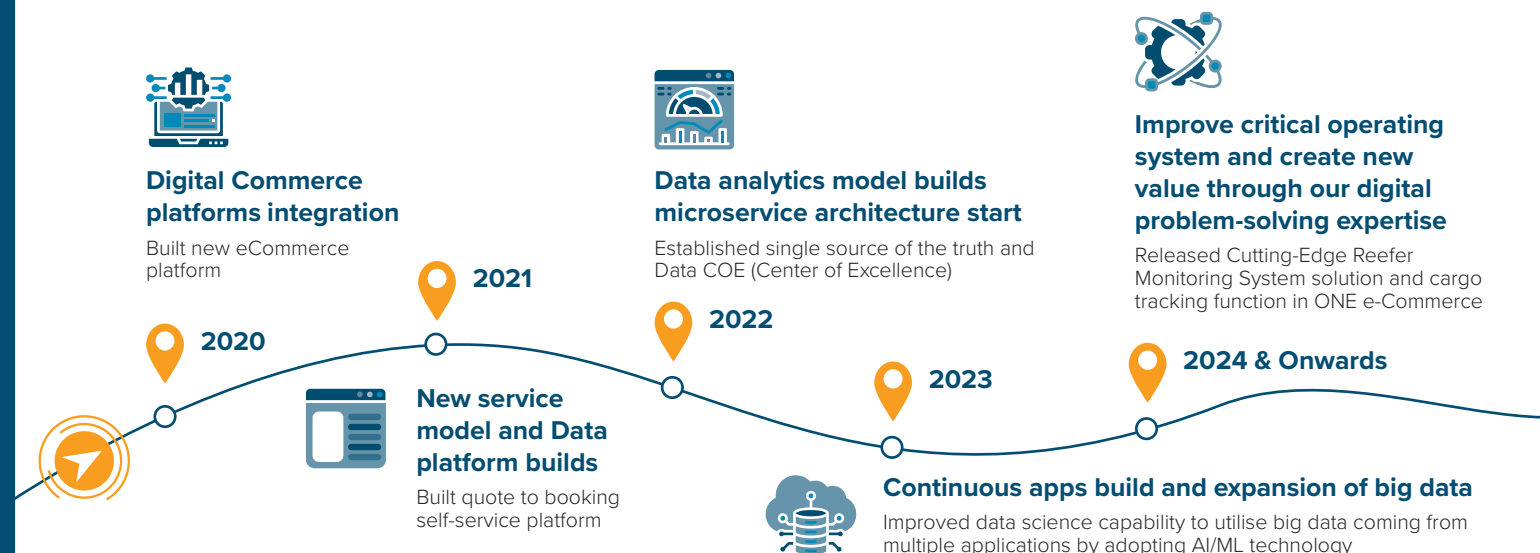 Digital Commerce
platforms integration
Built new eCommerce
platform
2020
2021
New service
model and Data
platform builds
Built quote to booking
self-service platform
Data analytics model builds
microservice architecture start
Established single source of the truth and
Data COE (Center of Excellence)
2022
2023
Continuous apps build and expansion of big data
Improved data science capability to utilise big data coming from
multiple applications by adopting AI/ML technology
Improve critical operating
system and create new
value through our digital
problem-solving expertise
Released Cutting-Edge Reefer
Monitoring System solution and cargo
tracking function in ONE e-Commerce
2024 & Onwards